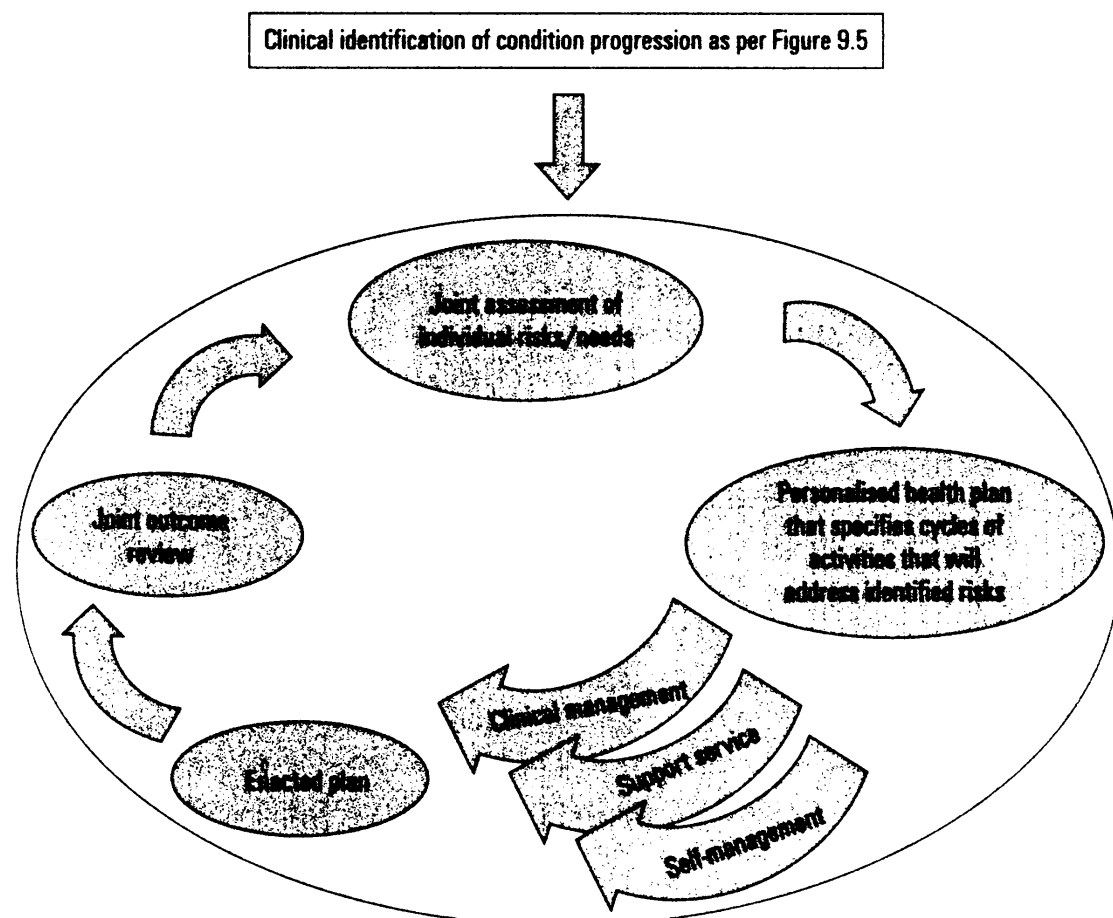 Clinical identification of condition progression as per Figure 9.5
Joint assessment of
individual risks/needs
Personalised health plan
that specifies cycles of
activities that will
address identified risks
Joint outcome
review
Clinical management
Support service
Self-management
Enacted plan